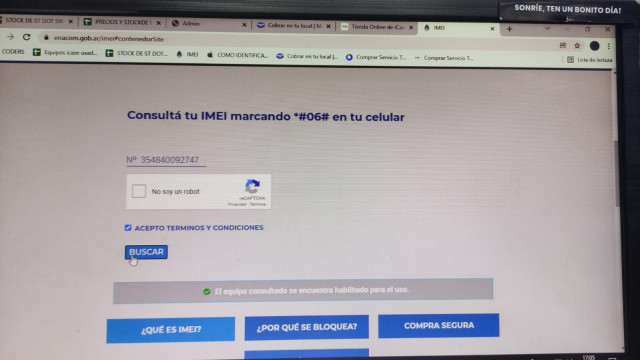 SONRÍE, TEN UN BONITO DÍA!
STOCK DE ST DOT SW
PRECIOS Y STOCKDE
Admin
Cobrar en tu local | N
Tienda Online de iCa
IMEI
enacom.gob.ar/imei#contenedorSite
CODERS
Equipos icase used...
STOCK DE ST DOT...
IMEI
COMO IDENTIFICA...
Cobrar en tu local |...
Comprar Servicio T...
Comprar Servicio T...
Lista de lectura
Consultá tu IMEI marcando *#06# en tu celular
Nº 354840092747
No soy un robot
reCAPTCHA
Privacidad - Términos
ACEPTO TERMINOS Y CONDICIONES
BUSCAR
El equipo consultado se encuentra habilitado para el uso.
¿QUÉ ES IMEI?
¿POR QUÉ SE BLOQUEA?
COMPRA SEGURA
17:05